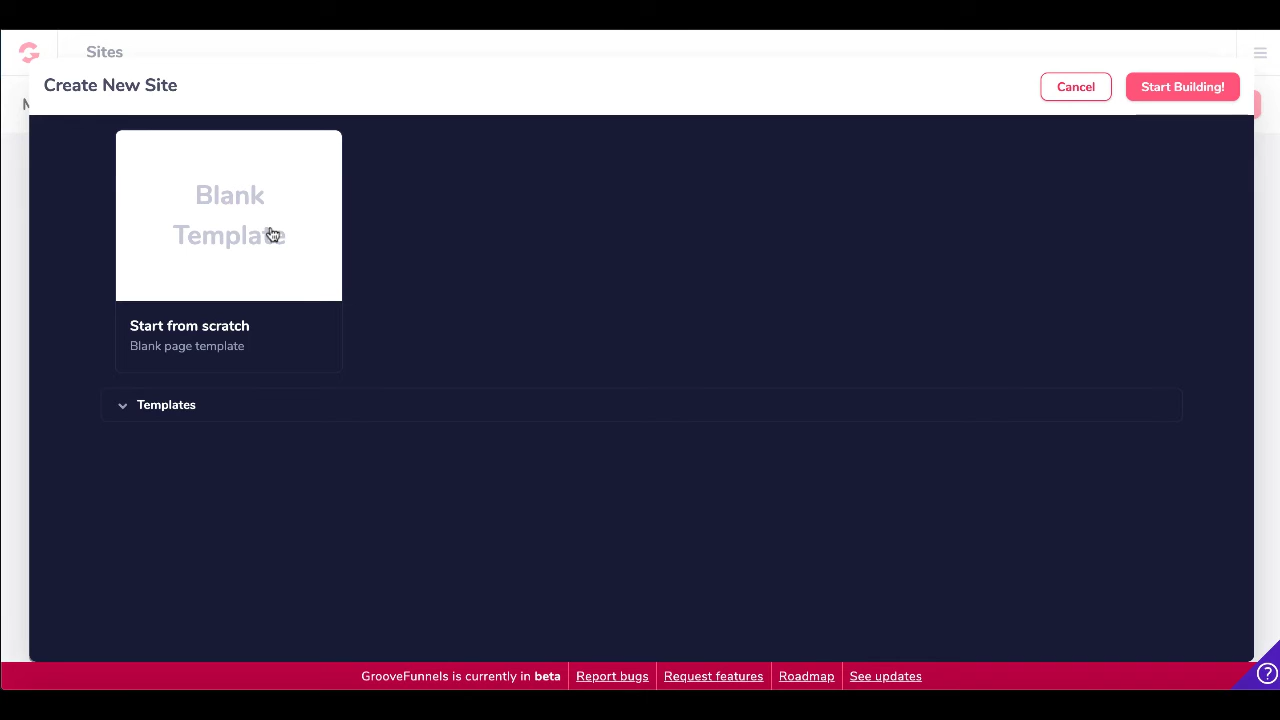 Sites
Create New Site
Cancel
Start Building!
Blank
Template
Start from scratch
Blank page template
Templates
GrooveFunnels is currently in beta
Report bugs
Request features
Roadmap
See updates